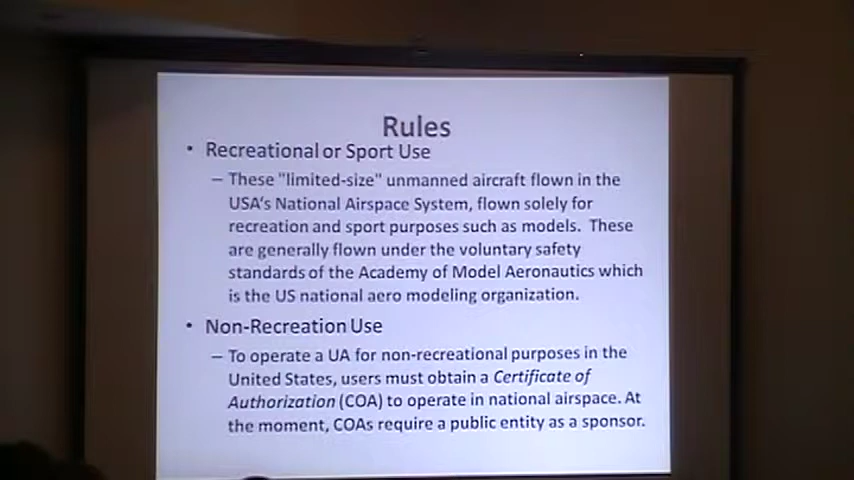 Rules
• Recreational or Sport Use
– These "limited-size" unmanned aircraft flown in the
USA's National Airspace System, flown solely for
recreation and sport purposes such as models. These
are generally flown under the voluntary safety
standards of the Academy of Model Aeronautics which
is the US national aero modeling organization.
• Non-Recreation Use
– To operate a UA for non-recreational purposes in the
United States, users must obtain a Certificate of
Authorization (COA) to operate in national airspace. At
the moment, COAs require a public entity as a sponsor.